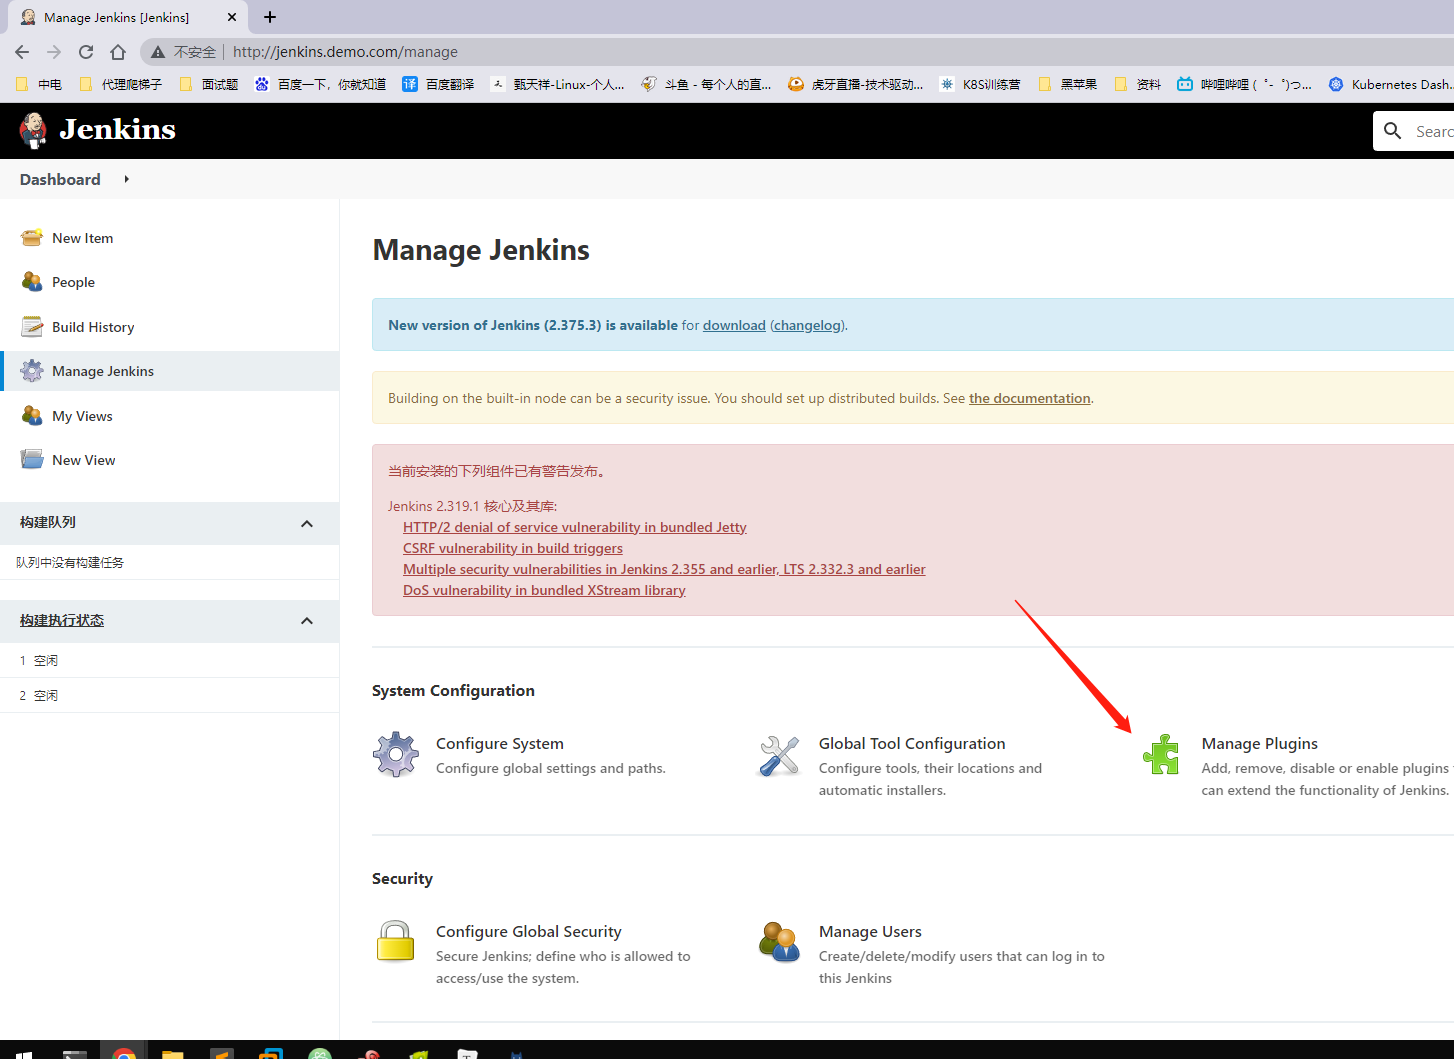 Manage Jenkins [Jenkins]
不安全 http://jenkins.demo.com/manage
中电 代理爬梯子 面试题 百度一下，你就知道 译 百度翻译 甄天祥-Linux-个人... 斗鱼 - 每个人的直... 虎牙直播-技术驱动... K8S训练营 黑苹果 资料 哔哩哔哩 ( ゜- ゜)つ... Kubernetes Dash...
Jenkins
Searc
Dashboard
New Item
People
Build History
Manage Jenkins
My Views
New View
构建队列
队列中没有构建任务
构建执行状态
1 空闲
2 空闲
Manage Jenkins
New version of Jenkins (2.375.3) is available for download (changelog).
Building on the built-in node can be a security issue. You should set up distributed builds. See the documentation.
当前安装的下列组件已有警告发布。
Jenkins 2.319.1 核心及其库:
HTTP/2 denial of service vulnerability in bundled Jetty
CSRF vulnerability in build triggers
Multiple security vulnerabilities in Jenkins 2.355 and earlier, LTS 2.332.3 and earlier
DoS vulnerability in bundled XStream library
System Configuration
Configure System
Configure global settings and paths.
Global Tool Configuration
Configure tools, their locations and
automatic installers.
Manage Plugins
Add, remove, disable or enable plugins
can extend the functionality of Jenkins.
Security
Configure Global Security
Secure Jenkins; define who is allowed to
access/use the system.
Manage Users
Create/delete/modify users that can log in to
this Jenkins